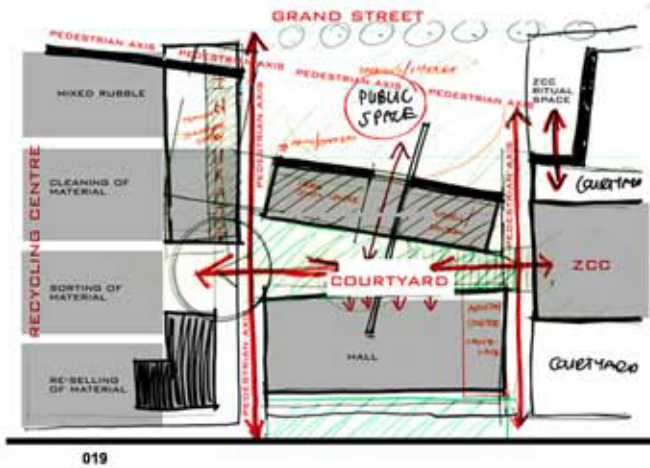 GRAND STREET
PEDESTRIAN AXIS
PEDESTRIAN AXIS
PEDESTRIAN AXIS
PEDESTRIAN AXIS
PUBLIC
SPACE
ZCC
RITUAL
SPACE
MIXED RUBBLE
PEDESTRIAN AXIS
PEDESTRIAN AXIS
RECYCLING CENTRE
CLEANING OF
MATERIAL
COURTYARD
SORTING OF
MATERIAL
COURTYARD
ZCC
HALL
RE-SELLING
OF MATERIAL
PEDESTRIAN AXIS
COURTYARD
019